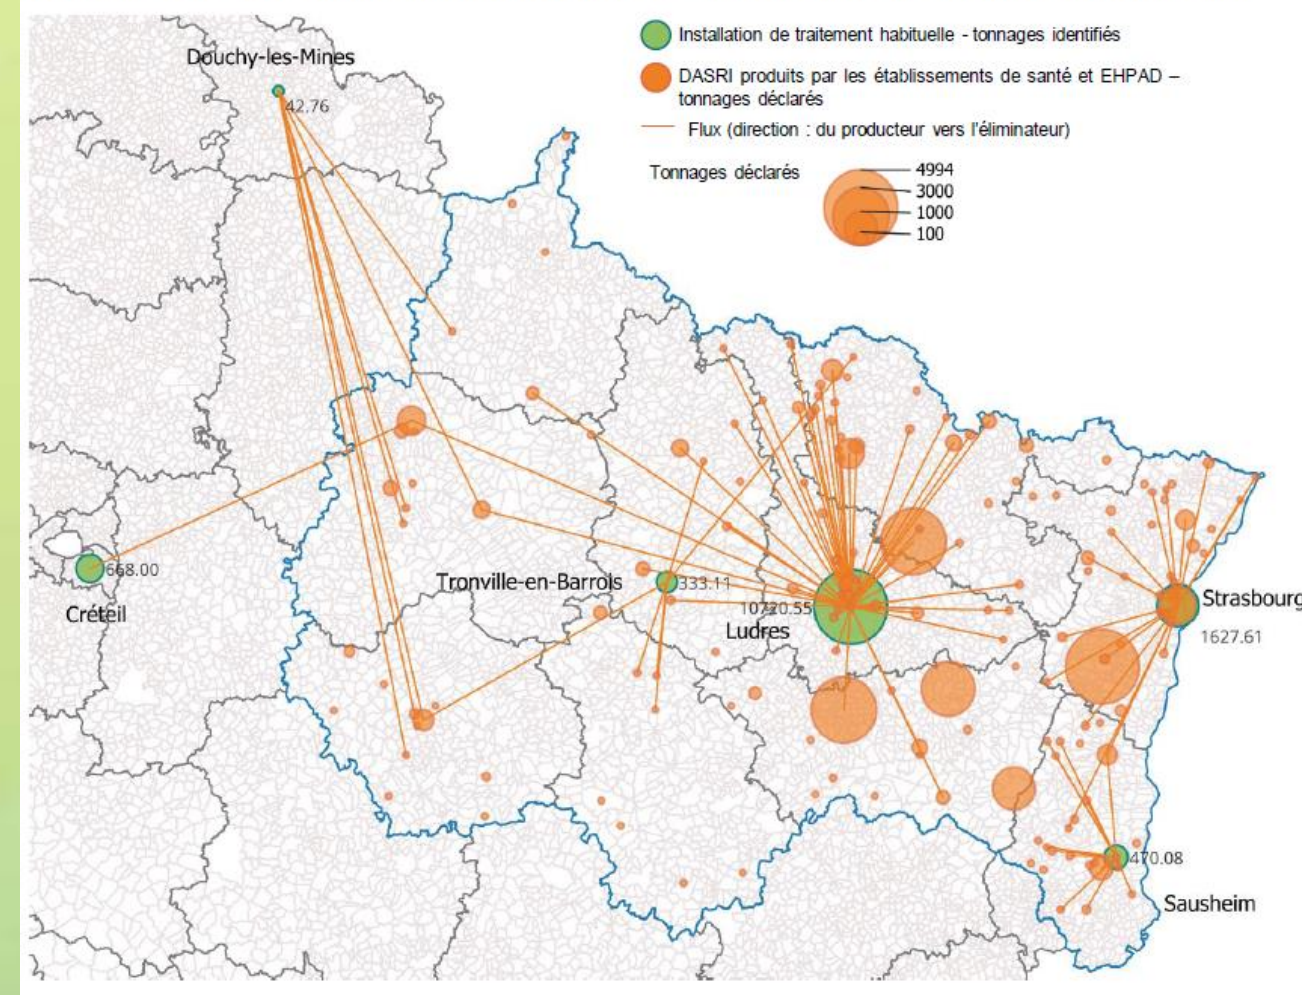 Installation de traitement habituelle - tonnages identifiés
DASRI produits par les établissements de santé et EHPAD –
tonnages déclarés
Flux (direction : du producteur vers l'éliminateur)
Tonnages déclarés
4994
3000
1000
100
Douchy-les-Mines
42.76
668.00
Créteil
Tronville-en-Barrois
333.11
10720.55
Ludres
Strasbourg
1627.61
470.08
Sausheim